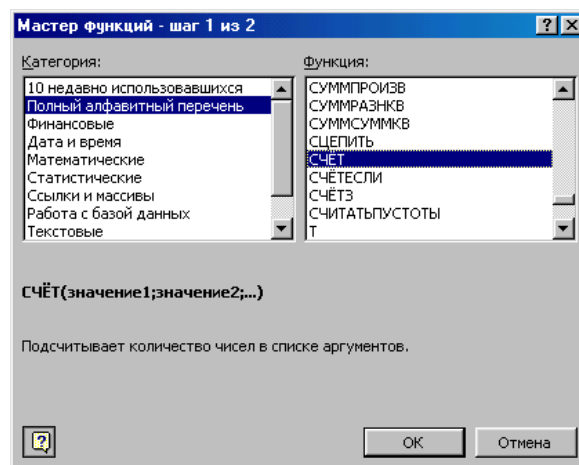 Мастер функций - шаг 1 из 2
Категория:
10 недавно использовавшихся
Полный алфавитный перечень
Финансовые
Дата и время
Математические
Статистические
Ссылки и массивы
Работа с базой данных
Текстовые
Функция:
СУММПРОИЗВ
СУММРАЗНКВ
СУММСУММКВ
СЦЕПИТЬ
СЧЁТ
СЧЁТЕСЛИ
СЧЁТЗ
СЧИТАТЬПУСТОТЫ
Т
СЧЁТ(значение1;значение2;...)
Подсчитывает количество чисел в списке аргументов.
ОК
Отмена